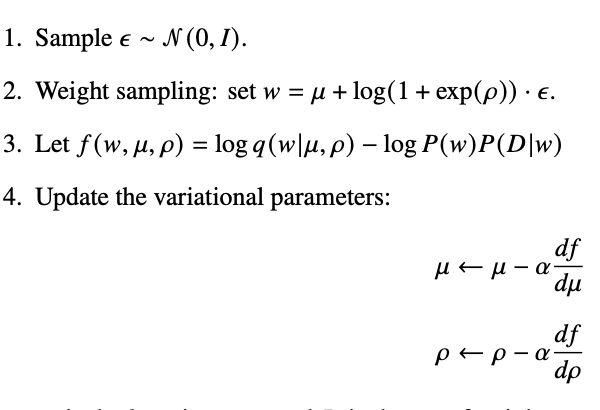 1. Sample ϵ ~ 𝒩(0, I).
2. Weight sampling: set w = μ + log(1 + exp(ρ)) · ϵ.
3. Let f(w, μ, ρ) = log q(w|μ, ρ) − log P(w)P(D|w)
4. Update the variational parameters:
μ ← μ − α df/dμ
ρ ← ρ − α df/dρ